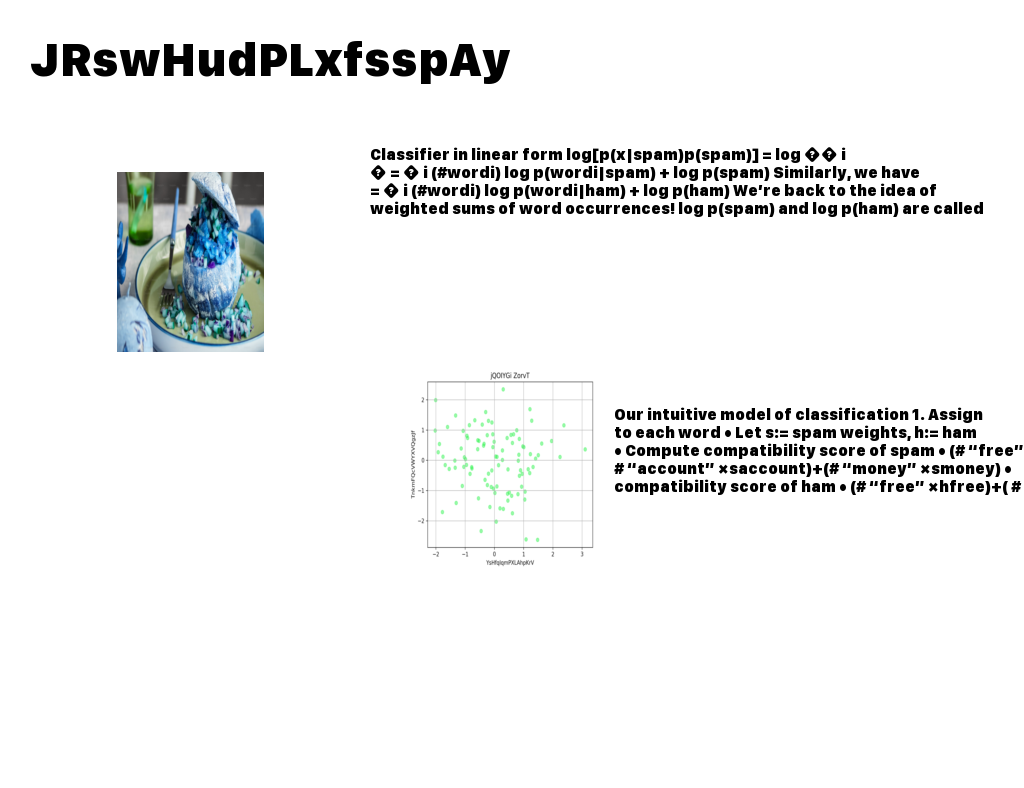 JRswHudPLxfsspAy
Classifier in linear form log[p(x|spam)p(spam)] = log �� i
� = � i (#wordi) log p(wordi|spam) + log p(spam) Similarly, we have
= � i (#wordi) log p(wordi|ham) + log p(ham) We’re back to the idea of
weighted sums of word occurrences! log p(spam) and log p(ham) are called
2
1
0
−1
−2
−2 −1 0 1 2 3
Our intuitive model of classification 1. Assign
to each word • Let s:= spam weights, h:= ham
• Compute compatibility score of spam • (# “free”
# “account” ×saccount)+(# “money” ×smoney) •
compatibility score of ham • (# “free” ×hfree)+( #